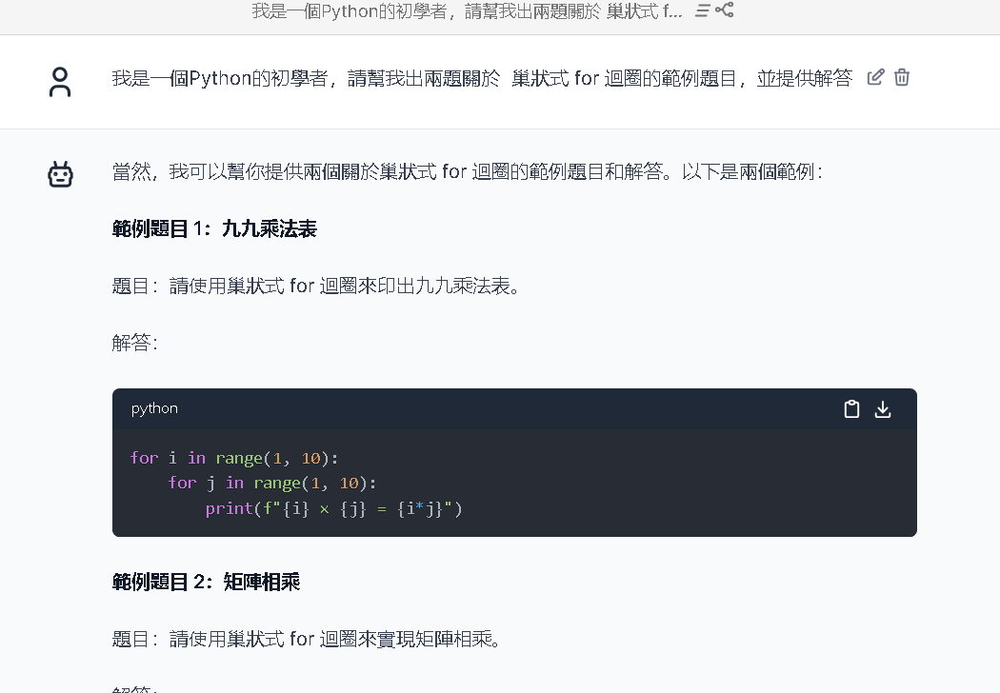 我是一個Python的初學者，請幫我出兩題關於 巢狀式 f...
我是一個Python的初學者，請幫我出兩題關於  巢狀式 for 迴圈的範例題目，並提供解答
當然，我可以幫你提供兩個關於巢狀式 for 迴圈的範例題目和解答。以下是兩個範例：
範例題目 1：九九乘法表
題目：請使用巢狀式 for 迴圈來印出九九乘法表。
解答：
python
for i in range(1, 10):
    for j in range(1, 10):
        print(f"{i} × {j} = {i*j}")
範例題目 2：矩陣相乘
題目：請使用巢狀式 for 迴圈來實現矩陣相乘。
解答：